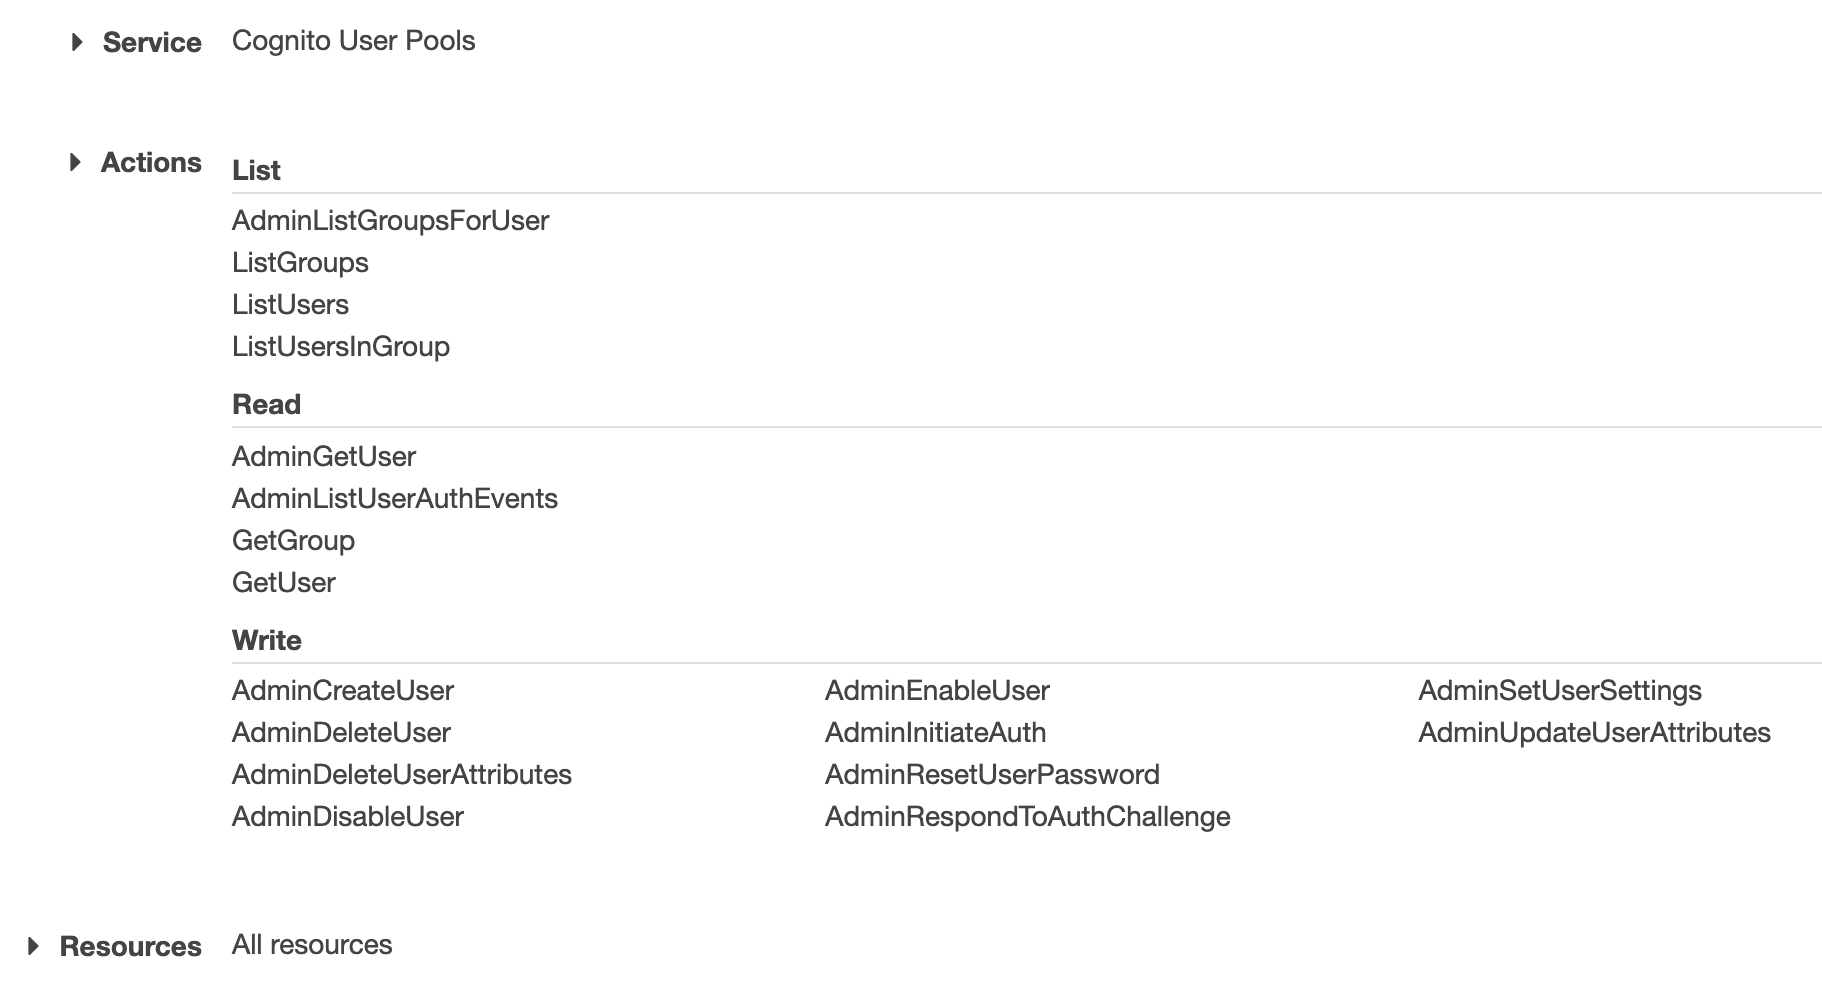 Service Cognito User Pools
Actions List
AdminListGroupsForUser
ListGroups
ListUsers
ListUsersInGroup
Read
AdminGetUser
AdminListUserAuthEvents
GetGroup
GetUser
Write
AdminCreateUser AdminEnableUser AdminSetUserSettings
AdminDeleteUser AdminInitiateAuth AdminUpdateUserAttributes
AdminDeleteUserAttributes AdminResetUserPassword
AdminDisableUser AdminRespondToAuthChallenge
Resources All resources